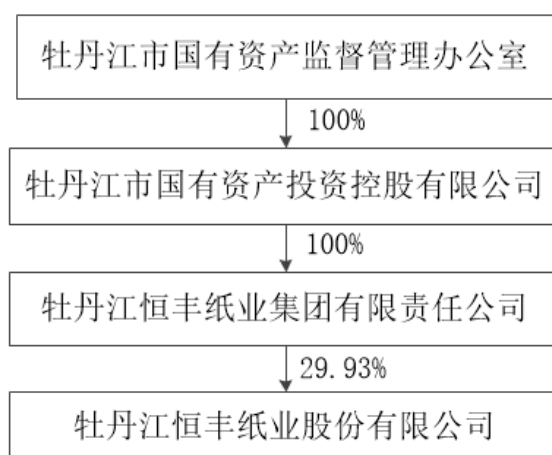 牡丹江市国有资产监督管理办公室
100%
牡丹江市国有资产投资控股有限公司
100%
牡丹江恒丰纸业集团有限责任公司
29.93%
牡丹江恒丰纸业股份有限公司